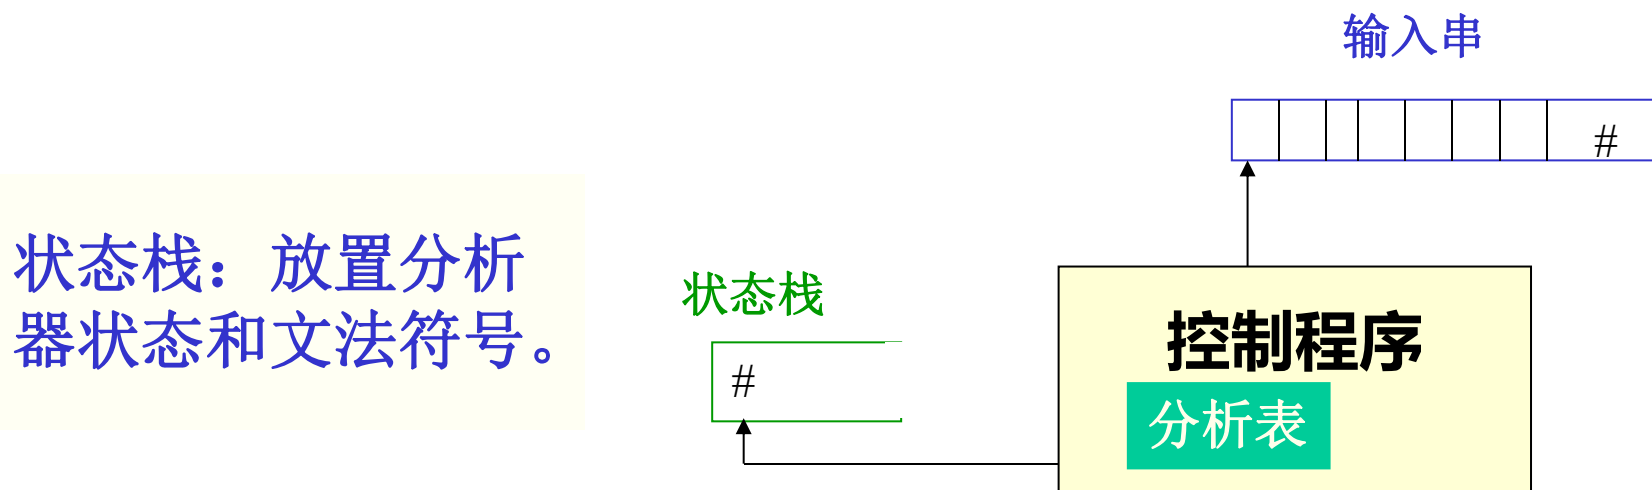 输入串
#
状态栈：放置分析
器状态和文法符号。
状态栈
#
控制程序
分析表